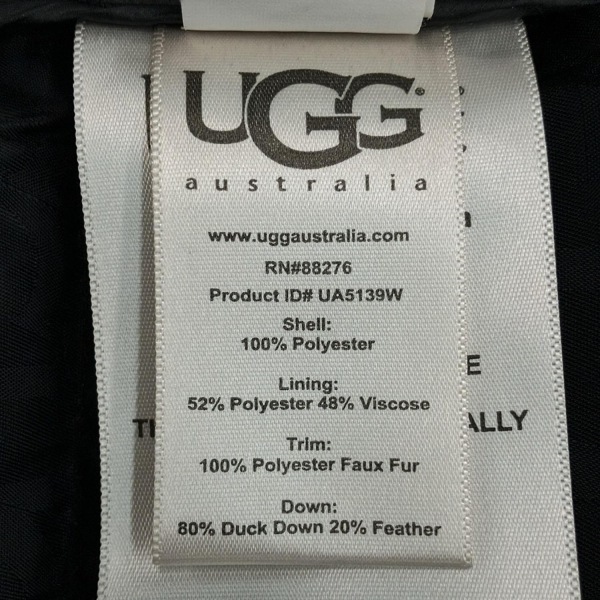 UGG®
australia
www.uggaustralia.com
RN#88276
Product ID# UA5139W
Shell:
100% Polyester
Lining:
52% Polyester 48% Viscose
Trim:
100% Polyester Faux Fur
Down:
80% Duck Down 20% Feather